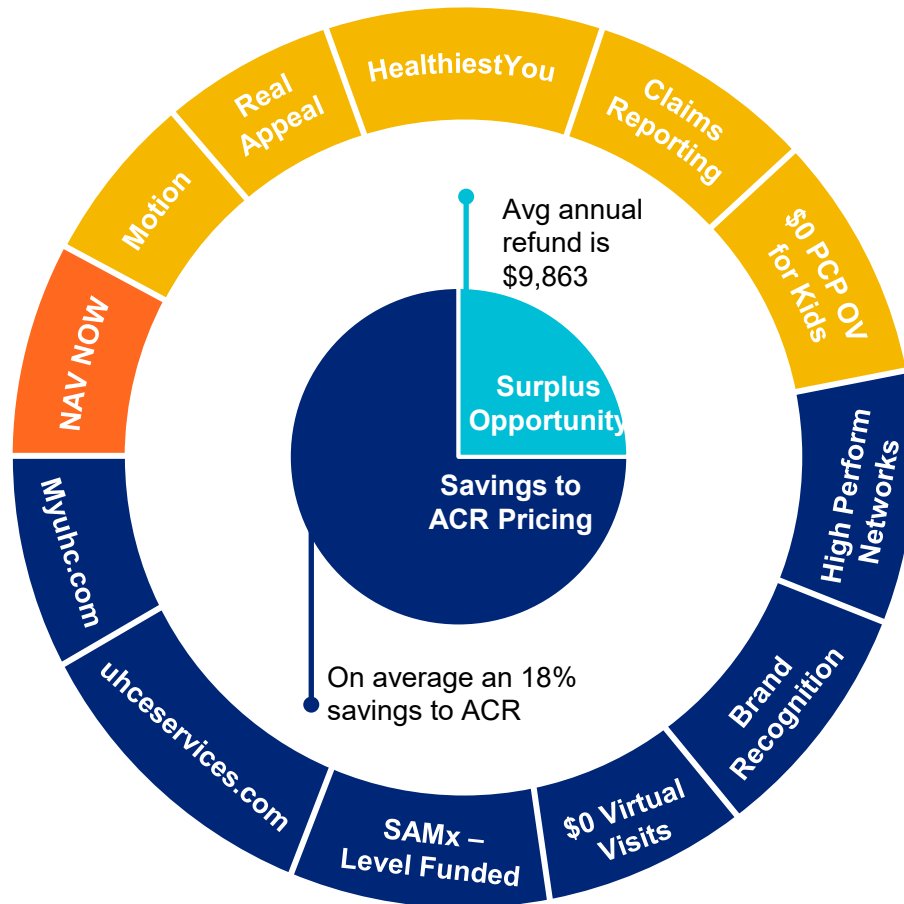 HealthiestYou
Claims
Reporting
$0 PCP OV
for Kids
High Perform
Networks
Brand
Recognition
$0 Virtual
Visits
SAMx –
Level Funded
uhceservices.com
Myuhc.com
NAV NOW
Motion
Real
Appeal
Avg annual
refund is
$9,863
Surplus
Opportunity
Savings to
ACR Pricing
On average an 18%
savings to ACR